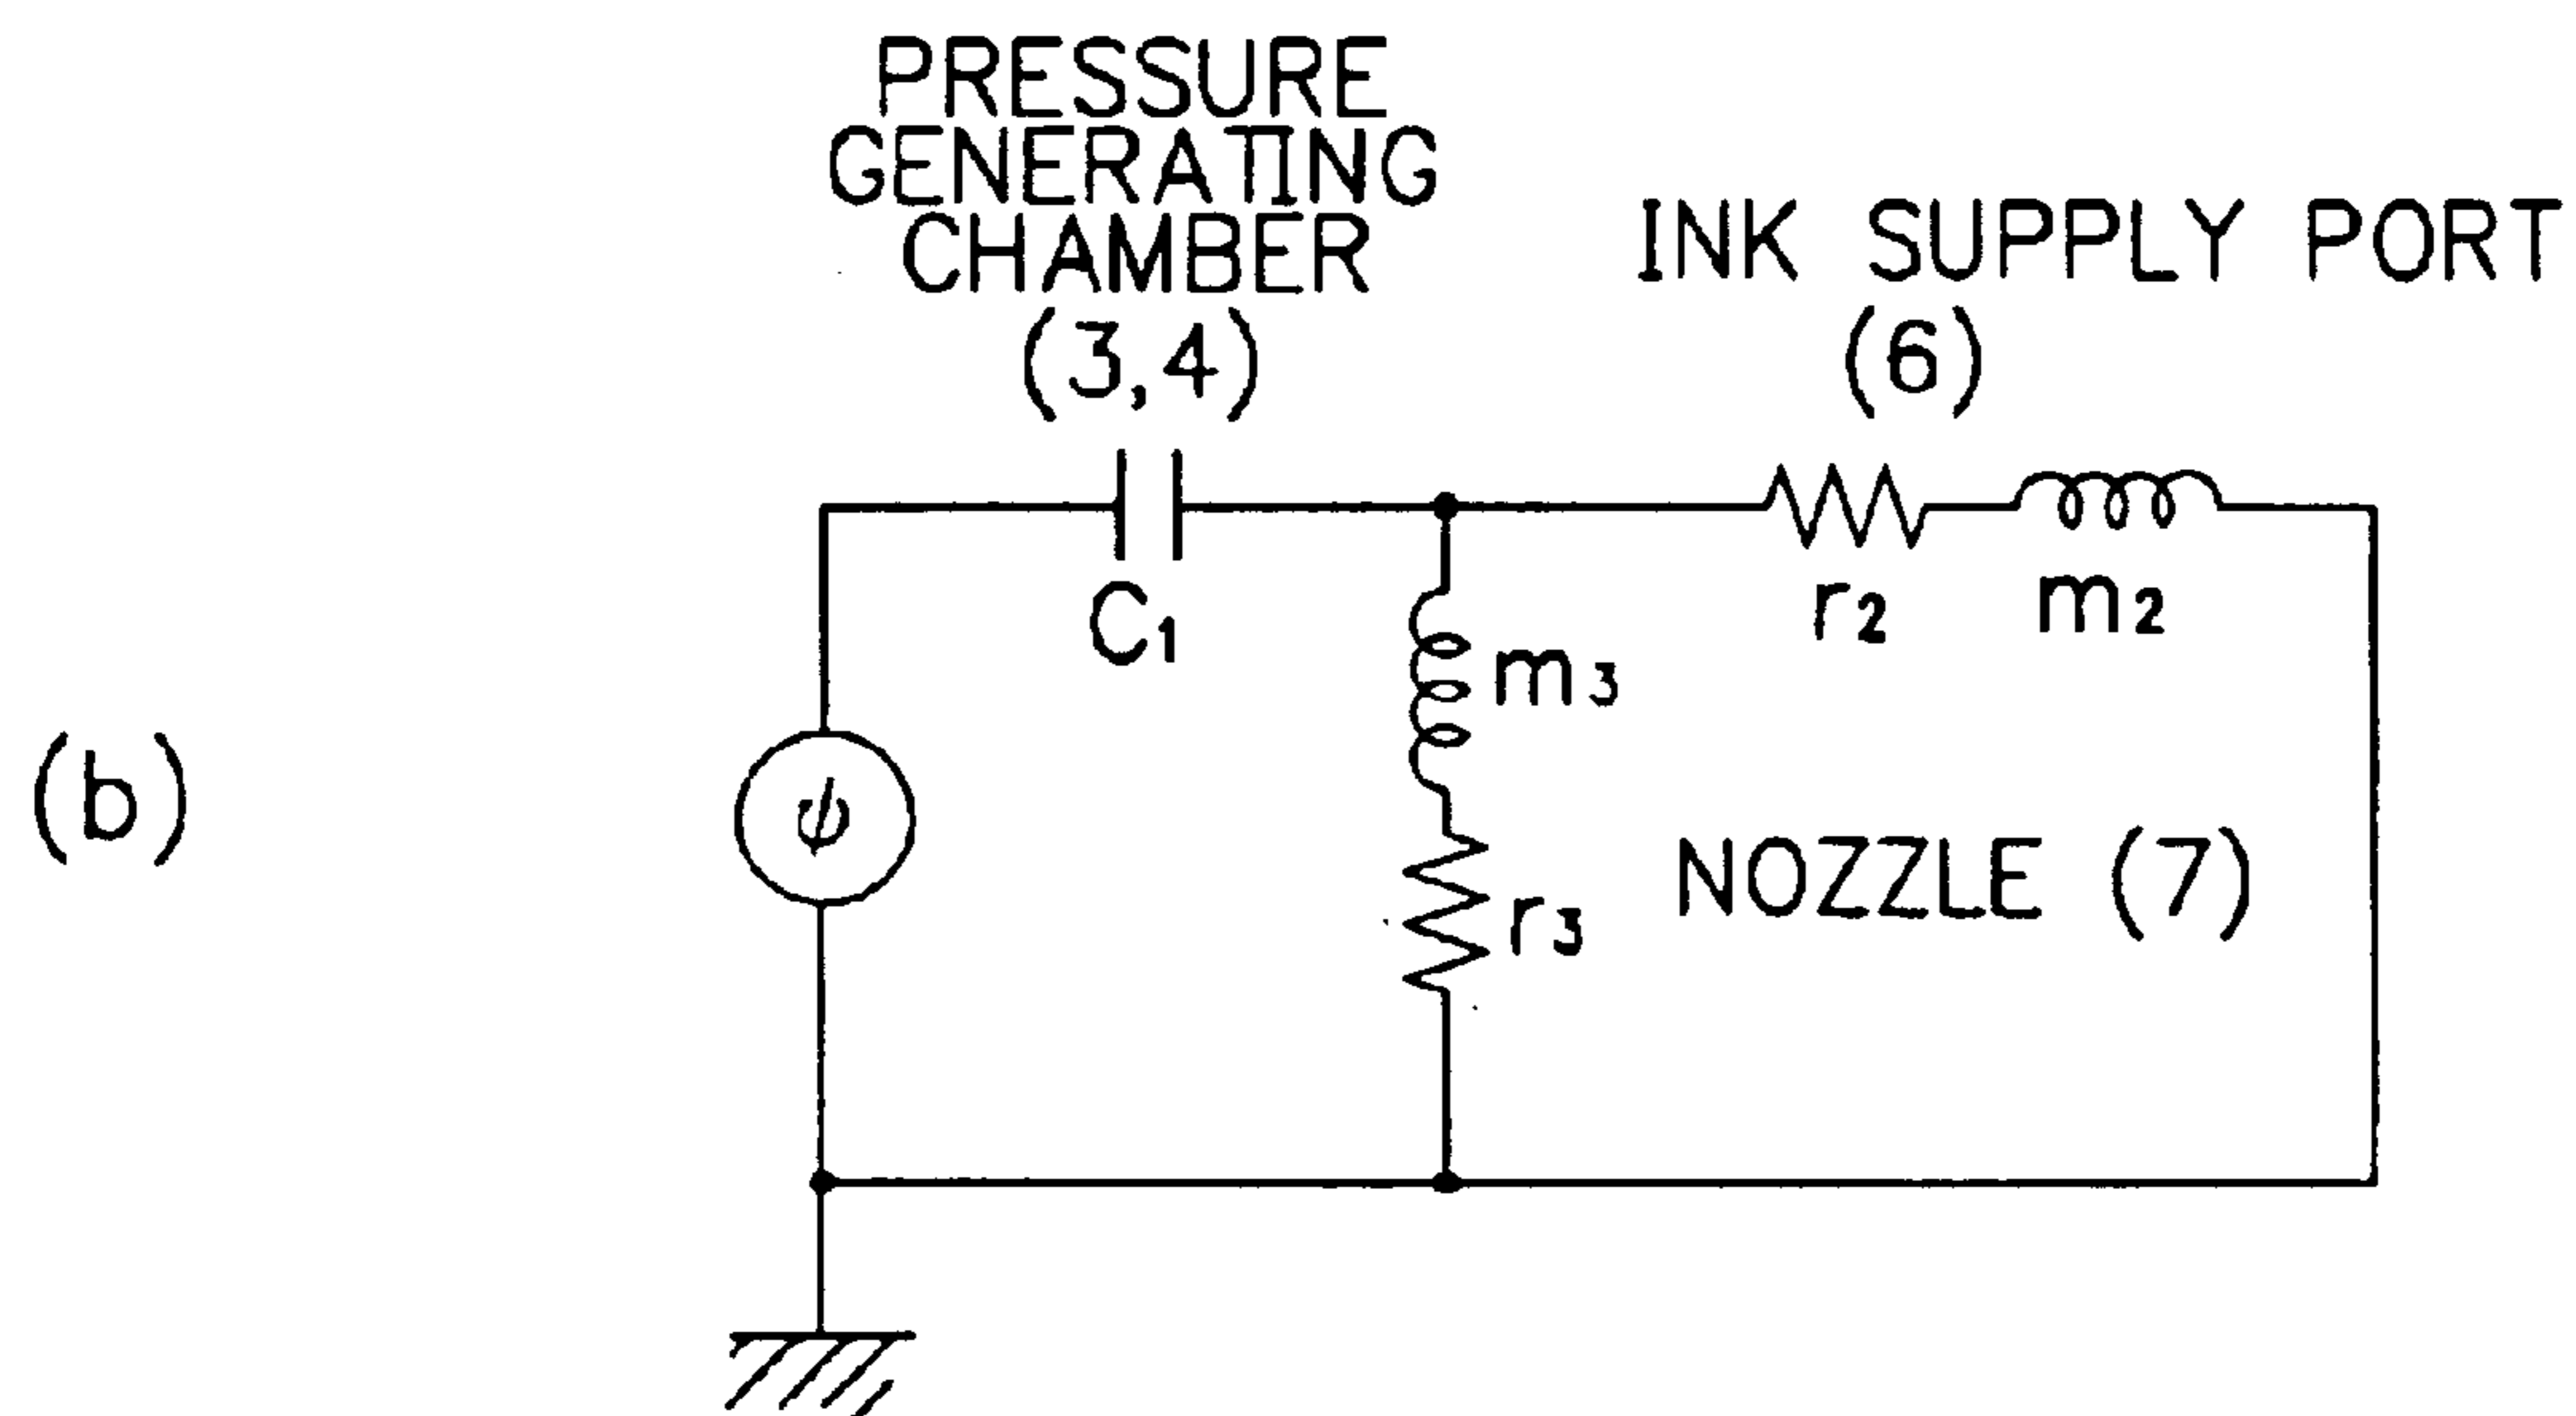 PRESSURE
GENERATING
CHAMBER
(3,4)
INK SUPPLY PORT
(6)
C1
r2
m2
m3
(b)
ψ
NOZZLE (7)
r3